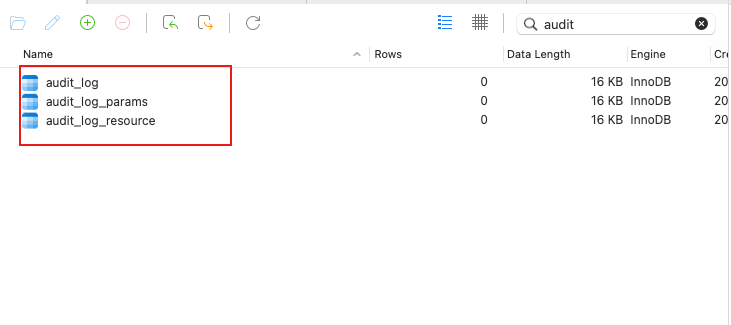 audit
Name Rows Data Length Engine Cr
audit_log 0 16 KB InnoDB 20
audit_log_params 0 16 KB InnoDB 20
audit_log_resource 0 16 KB InnoDB 20